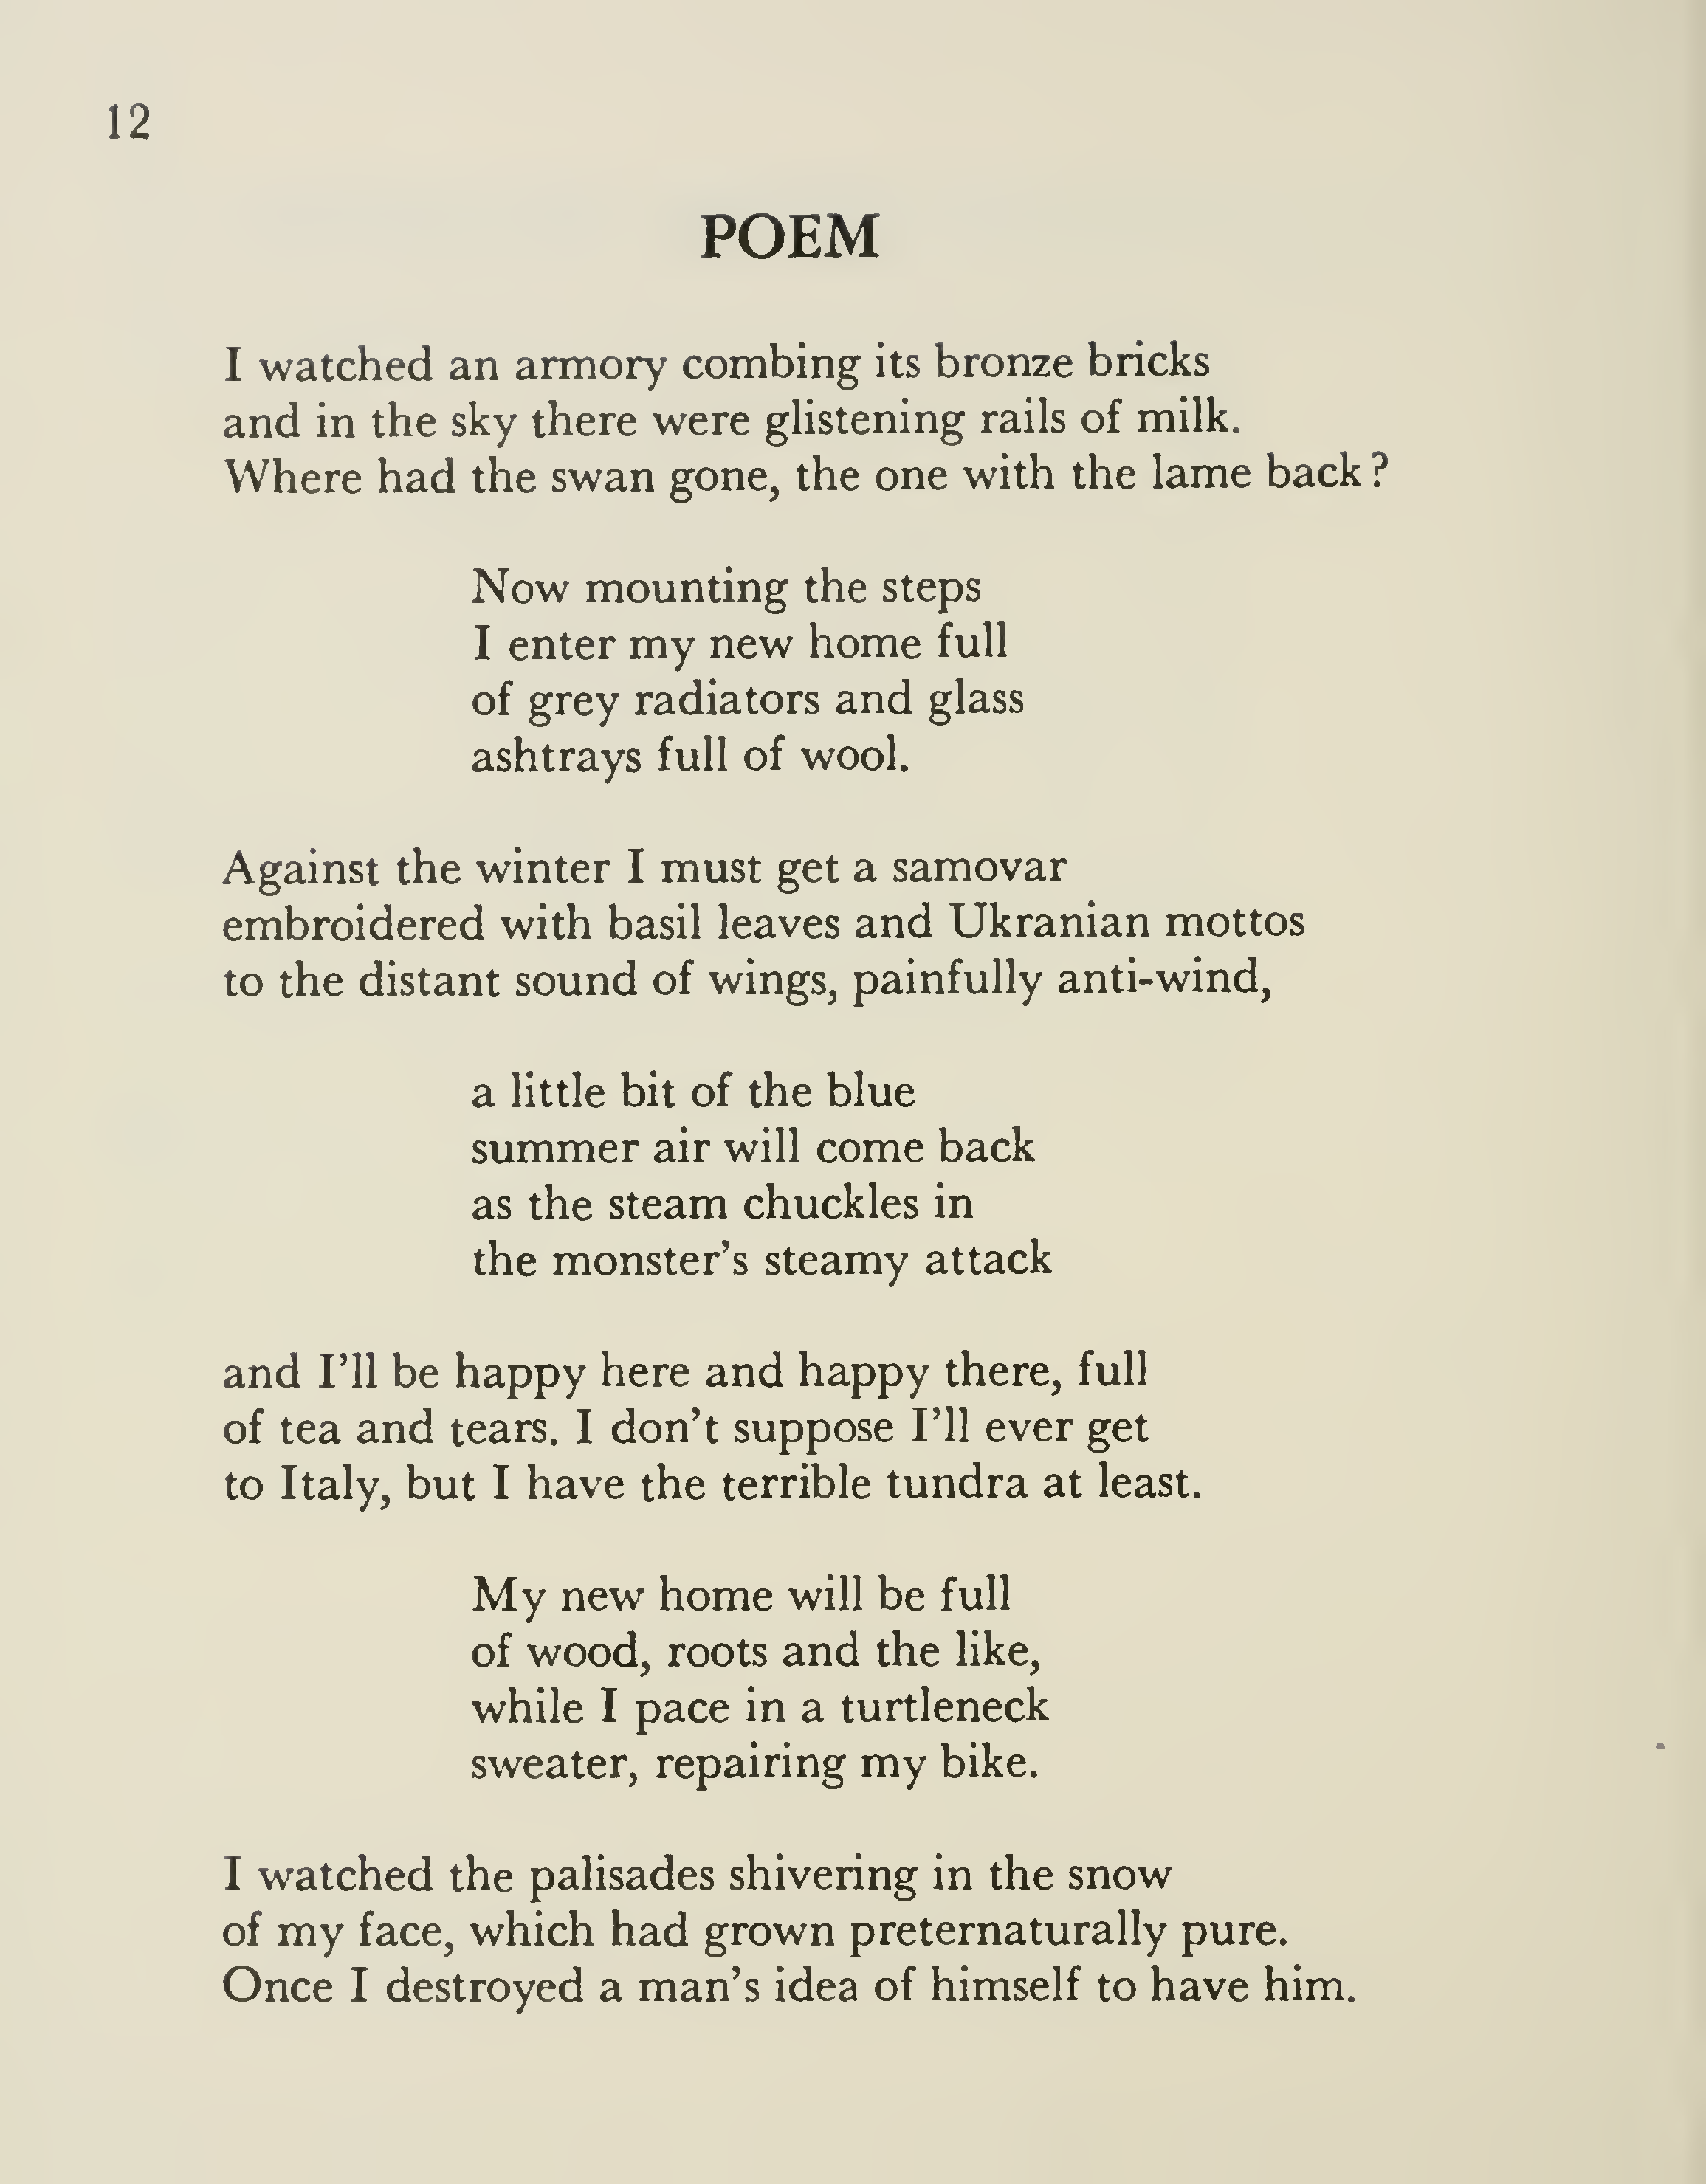 12
POEM
I watched an armory combing its bronze bricks
and in the sky there were glistening rails of milk.
Where had the swan gone, the one with the lame back?
Now mounting the steps
I enter my new home full
of grey radiators and glass
ashtrays full of wool.
Against the winter I must get a samovar
embroidered with basil leaves and Ukranian mottos
to the distant sound of wings, painfully anti-wind,
a little bit of the blue
summer air will come back
as the steam chuckles in
the monster's steamy attack
and I'll be happy here and happy there, full
of tea and tears. I don't suppose I'll ever get
to Italy, but I have the terrible tundra at least.
My new home will be full
of wood, roots and the like,
while I pace in a turtleneck
sweater, repairing my bike.
I watched the palisades shivering in the snow
of my face, which had grown preternaturally pure.
Once I destroyed a man's idea of himself to have him.